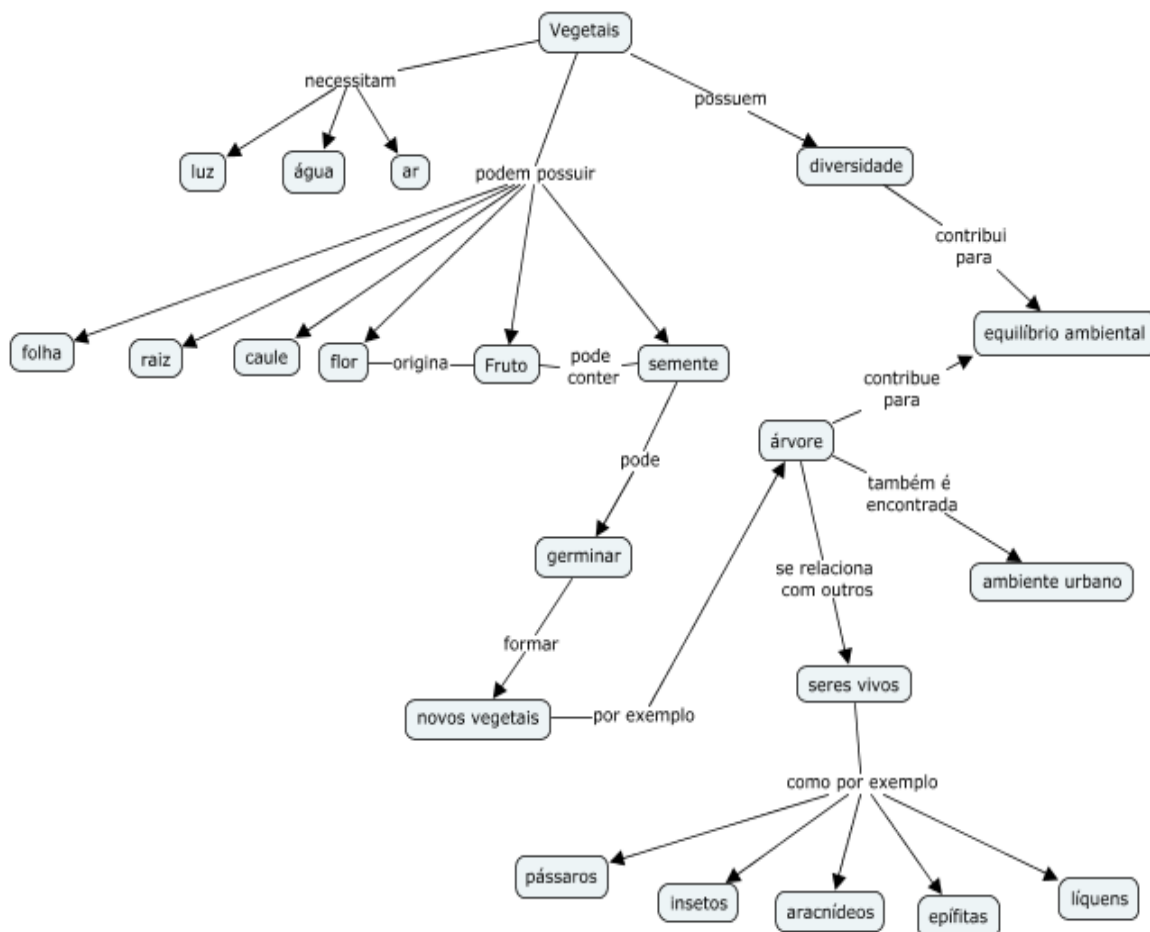 Vegetais
necessitam
possuem
luz
água
ar
podem possuir
diversidade
contribui
para
folha
raiz
caule
flor
origina
Fruto
pode
conter
semente
equilíbrio ambiental
contribue
para
árvore
pode
também é
encontrada
germinar
se relaciona
com outros
ambiente urbano
formar
seres vivos
novos vegetais
por exemplo
como por exemplo
pássaros
insetos
aracnídeos
epífitas
líquens